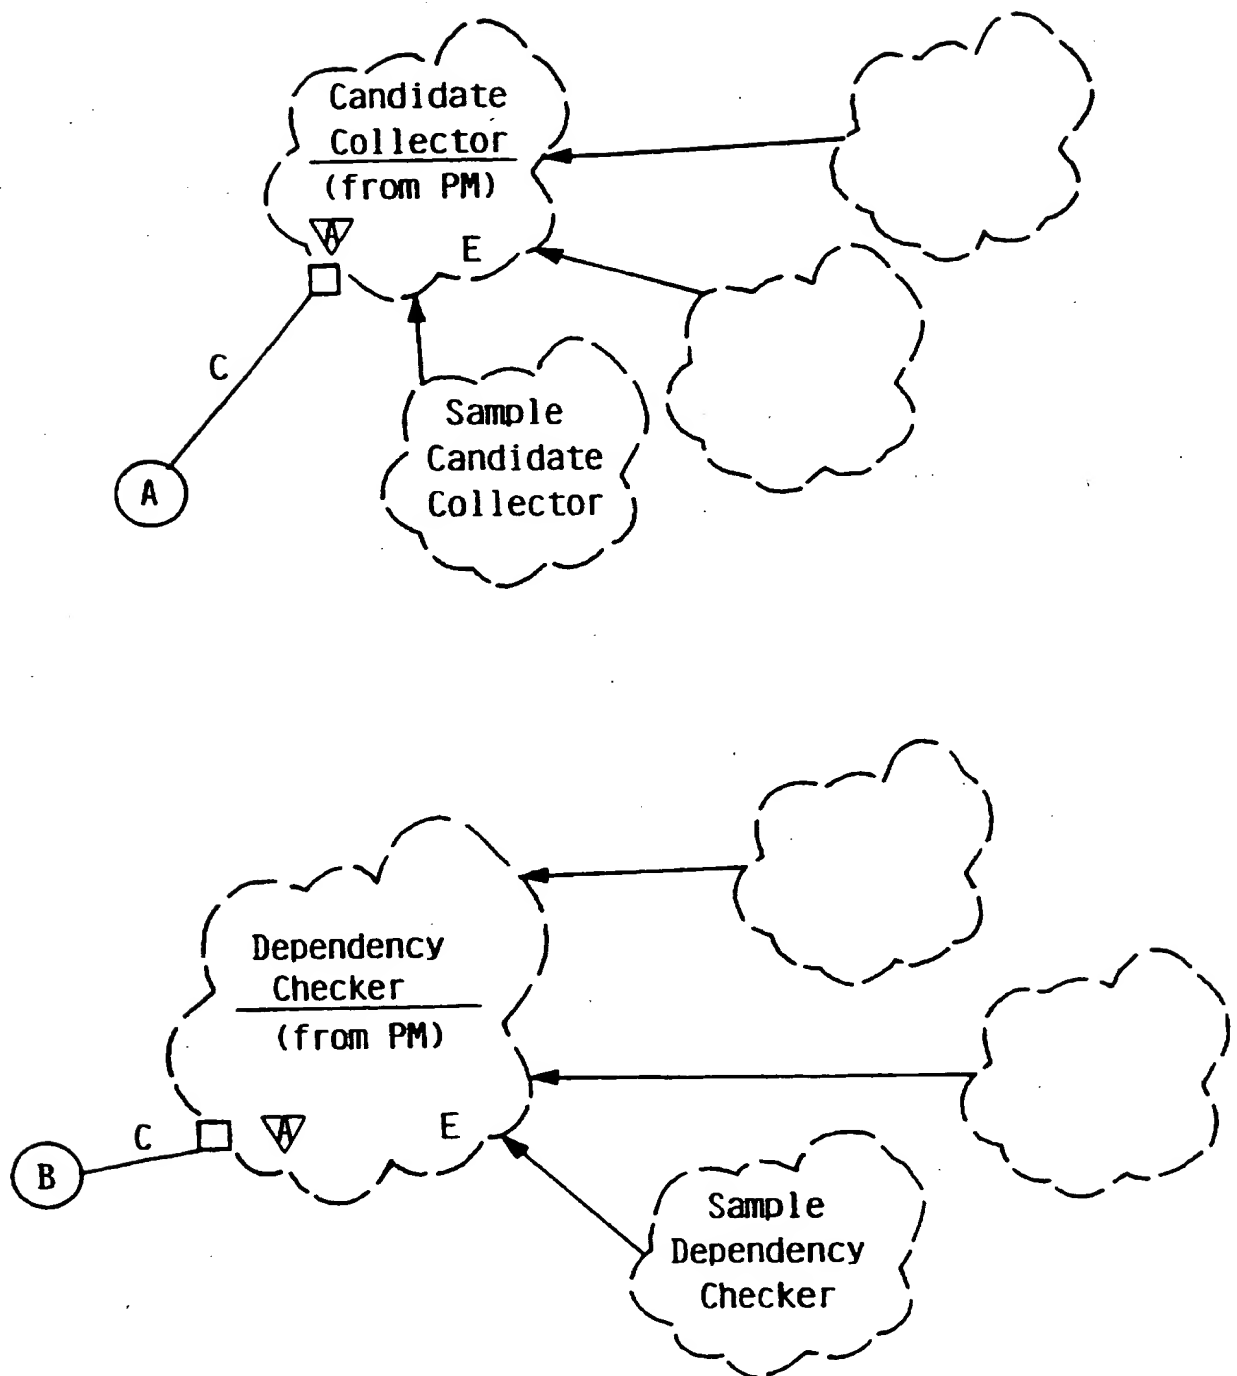 Candidate
Collector
(from PM)
A
E
C
A
Sample
Candidate
Collector
Dependency
Checker
(from PM)
C
A
E
B
Sample
Dependency
Checker